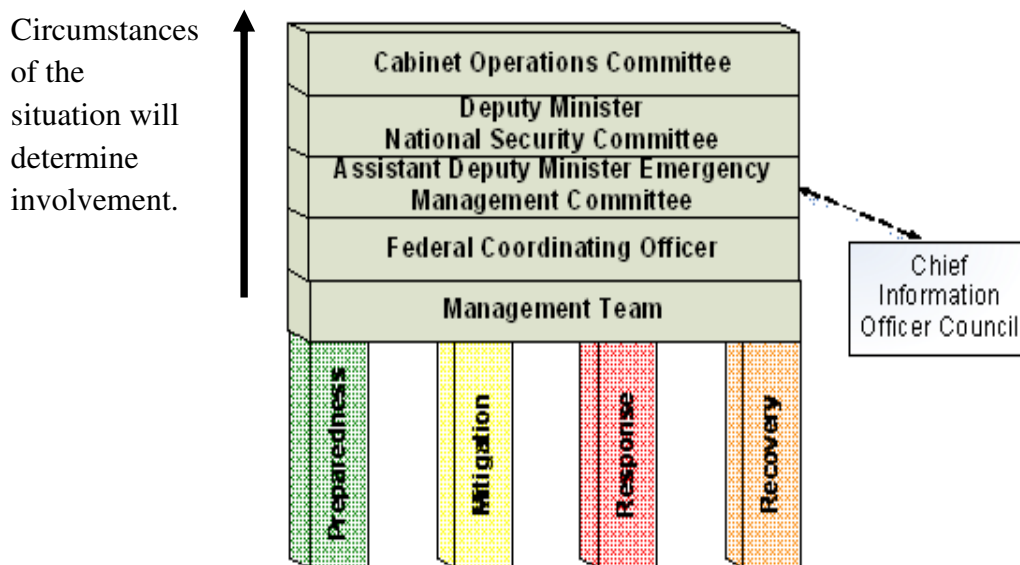 Circumstances
of the
situation will
determine
involvement.
Cabinet Operations Committee
Deputy Minister
National Security Committee
Assistant Deputy Minister Emergency
Management Committee
Federal Coordinating Officer
Management Team
Chief
Information
Officer Council
Preparedness
Mitigation
Response
Recovery